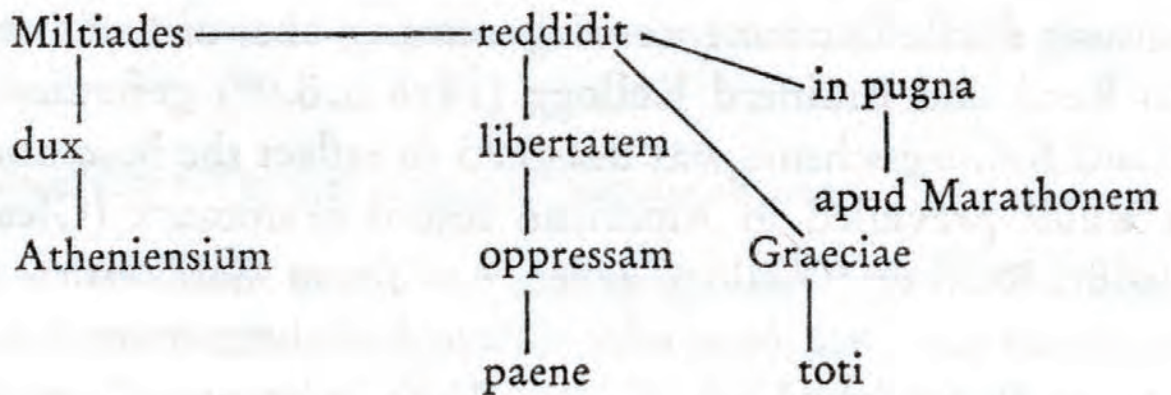 Miltiades reddidit
in pugna
dux libertatem
apud Marathonem
Atheniensium oppressam Graeciae
paene toti